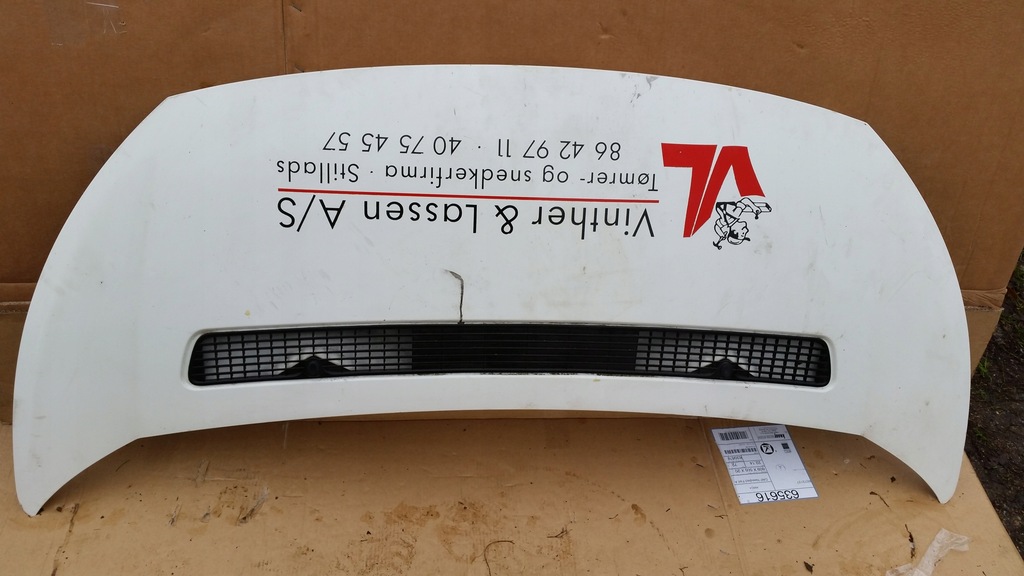 Vinther & Lassen A/S
Tømrer- og snedkerfirma · Stillads
86 42 97 11 · 40 75 45 57
VL
635616